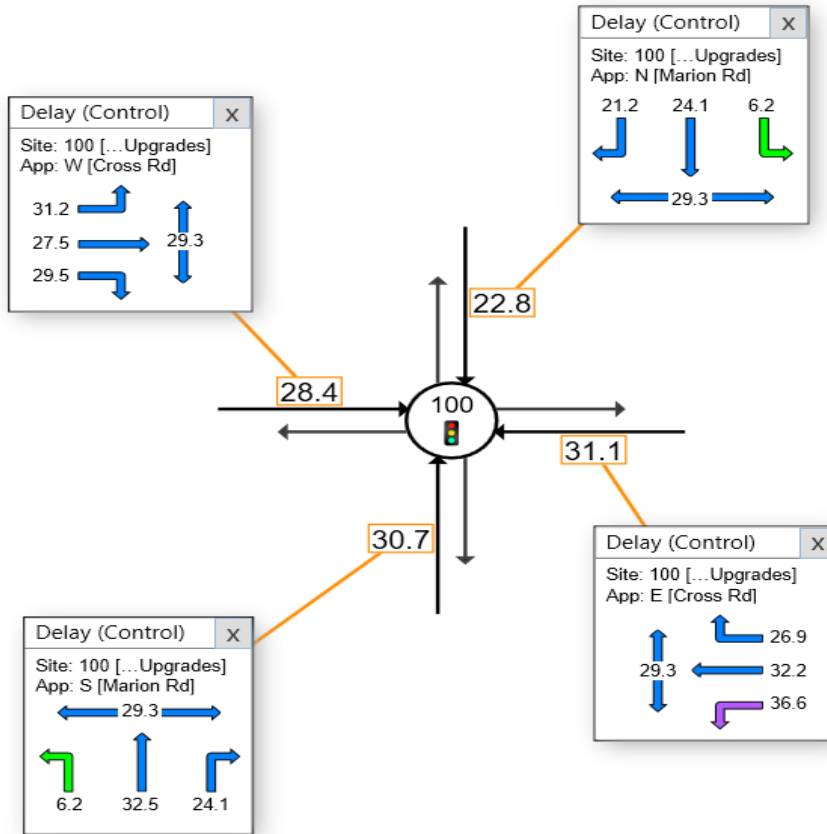 Delay (Control) X
Site: 100 [...Upgrades]
App: N [Marion Rd]
21.2 24.1 6.2
29.3
Delay (Control) X
Site: 100 [...Upgrades]
App: W [Cross Rd]
31.2
27.5 29.3
29.5
22.8
28.4
100
31.1
30.7
Delay (Control) X
Site: 100 [...Upgrades]
App: E [Cross Rd]
26.9
29.3 32.2
36.6
Delay (Control) X
Site: 100 [...Upgrades]
App: S [Marion Rd]
29.3
6.2 32.5 24.1